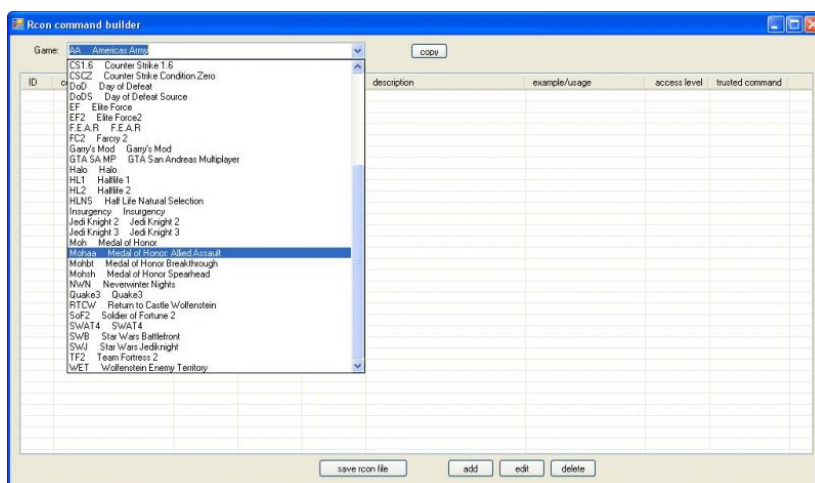 Rcon command builder
Game: AA Americas Army copy
ID description example/usage access level trusted command
CS1.6 Counter Strike 1.6
CSCZ Counter Strike Condition Zero
DoD Day of Defeat
DoDS Day of Defeat Source
EF Elite Force
EF2 Elite Force2
F.E.A.R F.E.A.R
FC2 Farcry 2
Garry's Mod Garry's Mod
GTA SA MP GTA San Andreas Multiplayer
Halo Halo
HL1 Halflife 1
HL2 Halflife 2
HLNS Half Life Natural Selection
Insurgency Insurgency
Jedi Knight 2 Jedi Knight 2
Jedi Knight 3 Jedi Knight 3
Moh Medal of Honor
Mohaa Medal of Honor: Allied Assault
Mohbt Medal of Honor Breakthrough
Mohsh Medal of Honor Spearhead
NWN Neverwinter Nights
Quake3 Quake3
RTCW Return to Castle Wolfenstein
SoF2 Soldier of Fortune 2
SWAT4 SWAT4
SWB Star Wars Battlefront
SWJ Star Wars Jediknight
TF2 Team Fortress 2
WET Wolfenstein Enemy Territory
save rcon file add edit delete